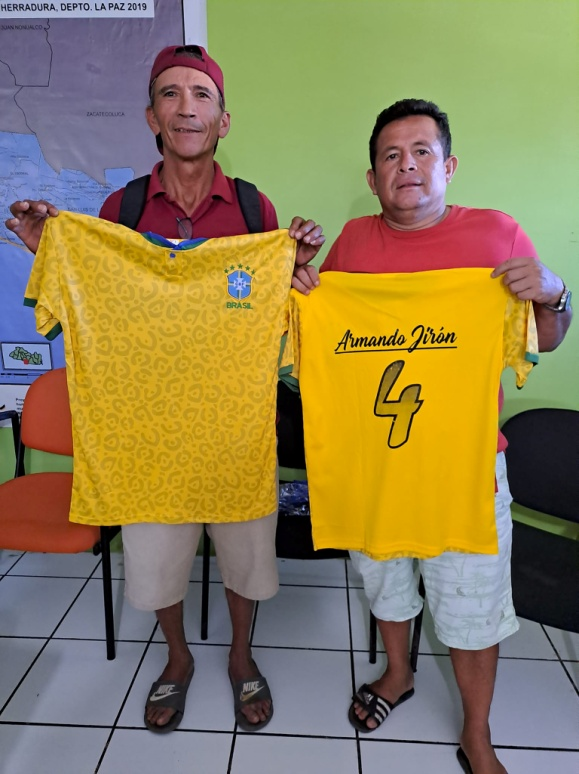 HERRADURA, DEPTO. LA PAZ 2019
ZACATECOLUCA
BRASIL
Armando Jirón
4
NIKE
NIKE